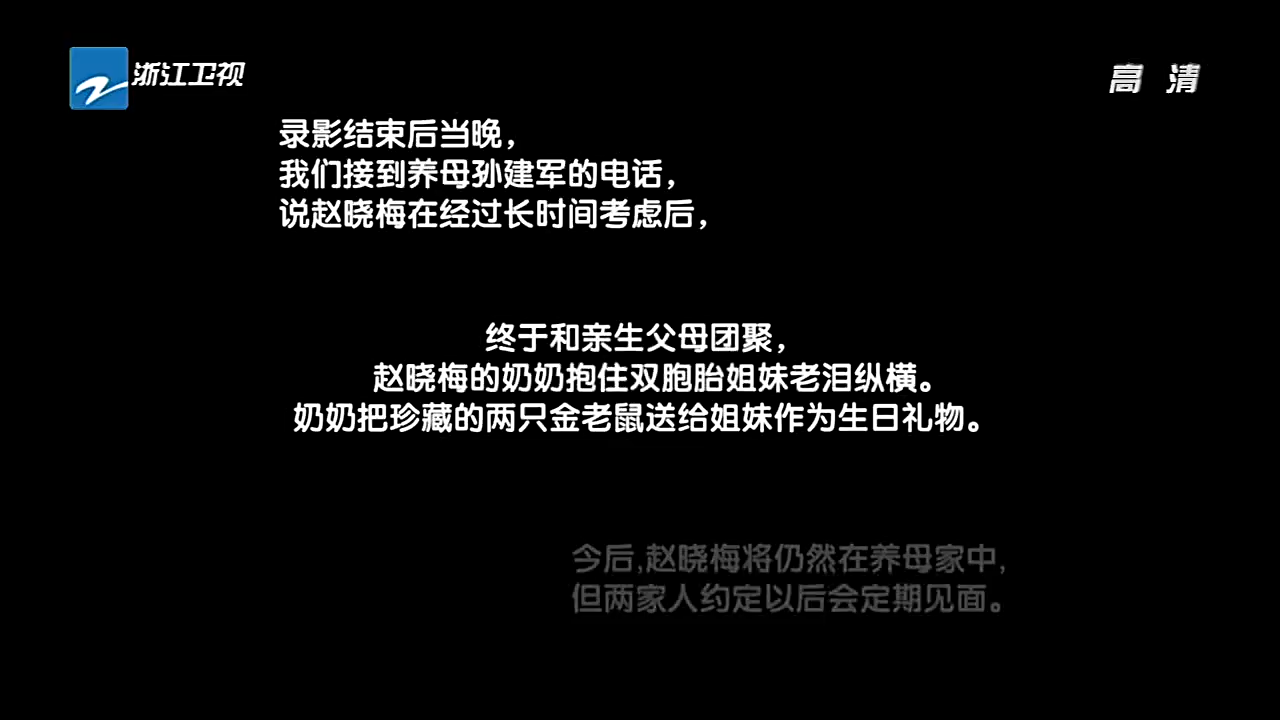 浙江卫视
高 清
录影结束后当晚，
我们接到养母孙建军的电话，
说赵晓梅在经过长时间考虑后，
终于和亲生父母团聚，
赵晓梅的奶奶抱住双胞胎姐妹老泪纵横。
奶奶把珍藏的两只金老鼠送给姐妹作为生日礼物。
今后,赵晓梅将仍然在养母家中,
但两家人约定以后会定期见面。